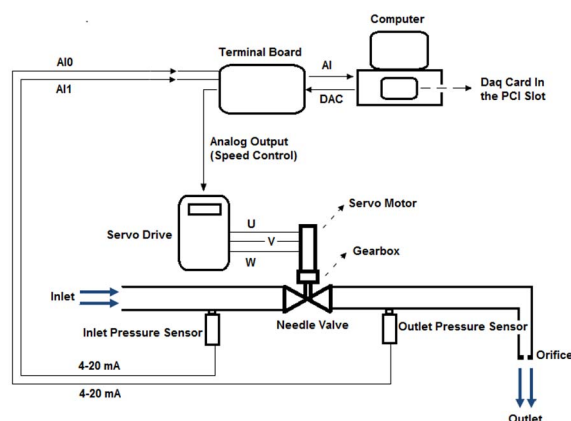 Computer
Terminal Board
AI0
AI
AI1
DAC
Daq Card In
the PCI Slot
Analog Output
(Speed Control)
Servo Motor
U
Servo Drive
V
W
Gearbox
Inlet
Inlet Pressure Sensor
Needle Valve
Outlet Pressure Sensor
Orifice
4-20 mA
4-20 mA
Outlet